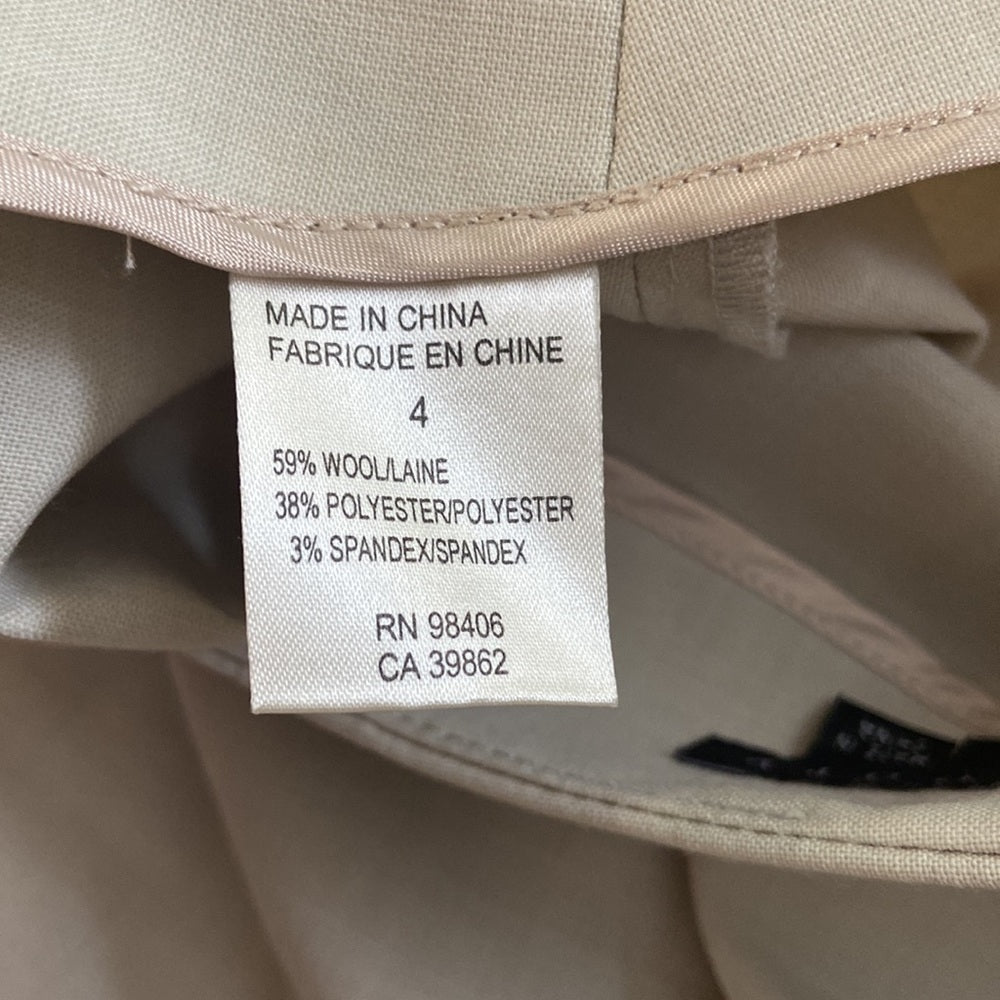 MADE IN CHINA
FABRIQUE EN CHINE
4
59% WOOL/LAINE
38% POLYESTER/POLYESTER
3% SPANDEX/SPANDEX
RN 98406
CA 39862